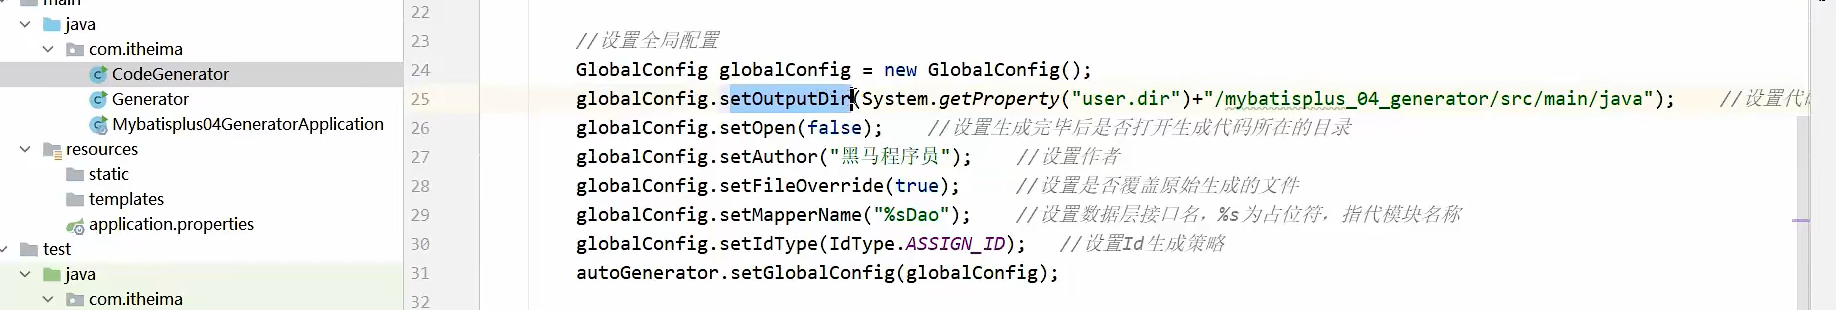 main
java
com.itheima
CodeGenerator
Generator
Mybatisplus04GeneratorApplication
resources
static
templates
application.properties
test
java
com.itheima
22
23 //设置全局配置
24 GlobalConfig globalConfig = new GlobalConfig();
25 globalConfig.setOutputDir(System.getProperty("user.dir")+"/mybatisplus_04_generator/src/main/java"); //设置代
26 globalConfig.setOpen(false); //设置生成完毕后是否打开生成代码所在的目录
27 globalConfig.setAuthor("黑马程序员"); //设置作者
28 globalConfig.setFileOverride(true); //设置是否覆盖原始生成的文件
29 globalConfig.setMapperName("%sDao"); //设置数据层接口名，%s为占位符，指代模块名称
30 globalConfig.setIdType(IdType.ASSIGN_ID); //设置Id生成策略
31 autoGenerator.setGlobalConfig(globalConfig);
32